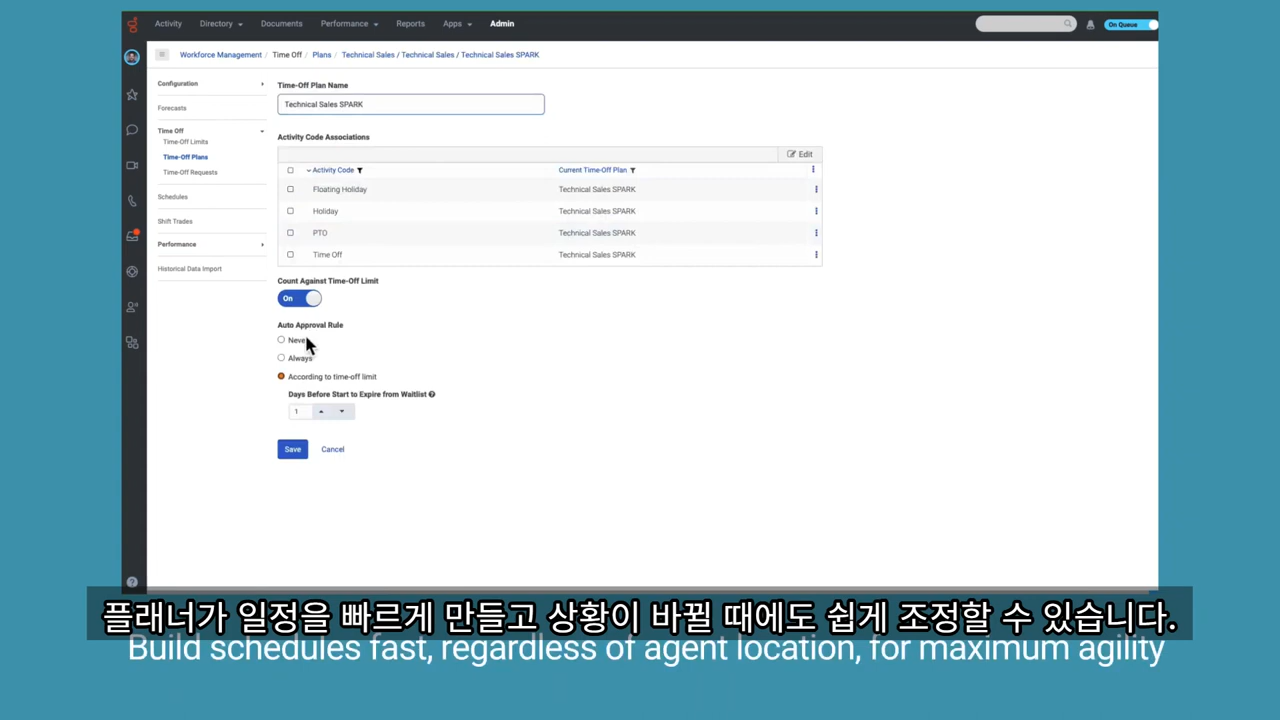 Activity Directory Documents Performance Reports Apps Admin On Queue
Workforce Management / Time Off / Plans / Technical Sales / Technical Sales / Technical Sales SPARK
Configuration
Forecasts
Time Off
Time-Off Limits
Time-Off Plans
Time-Off Requests
Schedules
Shift Trades
Performance
Historical Data Import
Time-Off Plan Name
Technical Sales SPARK
Activity Code Associations
Edit
Activity Code Current Time-Off Plan
Floating Holiday Technical Sales SPARK
Holiday Technical Sales SPARK
PTO Technical Sales SPARK
Time Off Technical Sales SPARK
Count Against Time-Off Limit
On
Auto Approval Rule
Never
Always
According to time-off limit
Days Before Start to Expire from Waitlist
1
Save Cancel
플래너가 일정을 빠르게 만들고 상황이 바뀔 때에도 쉽게 조정할 수 있습니다.
Build schedules fast, regardless of agent location, for maximum agility